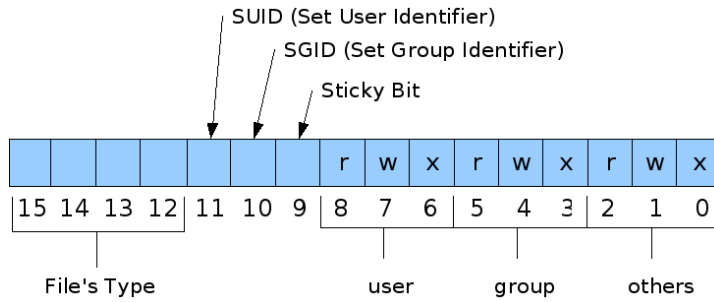 SUID (Set User Identifier)
SGID (Set Group Identifier)
Sticky Bit
r w x r w x r w x
15 14 13 12 11 10 9 8 7 6 5 4 3 2 1 0
File's Type user group others